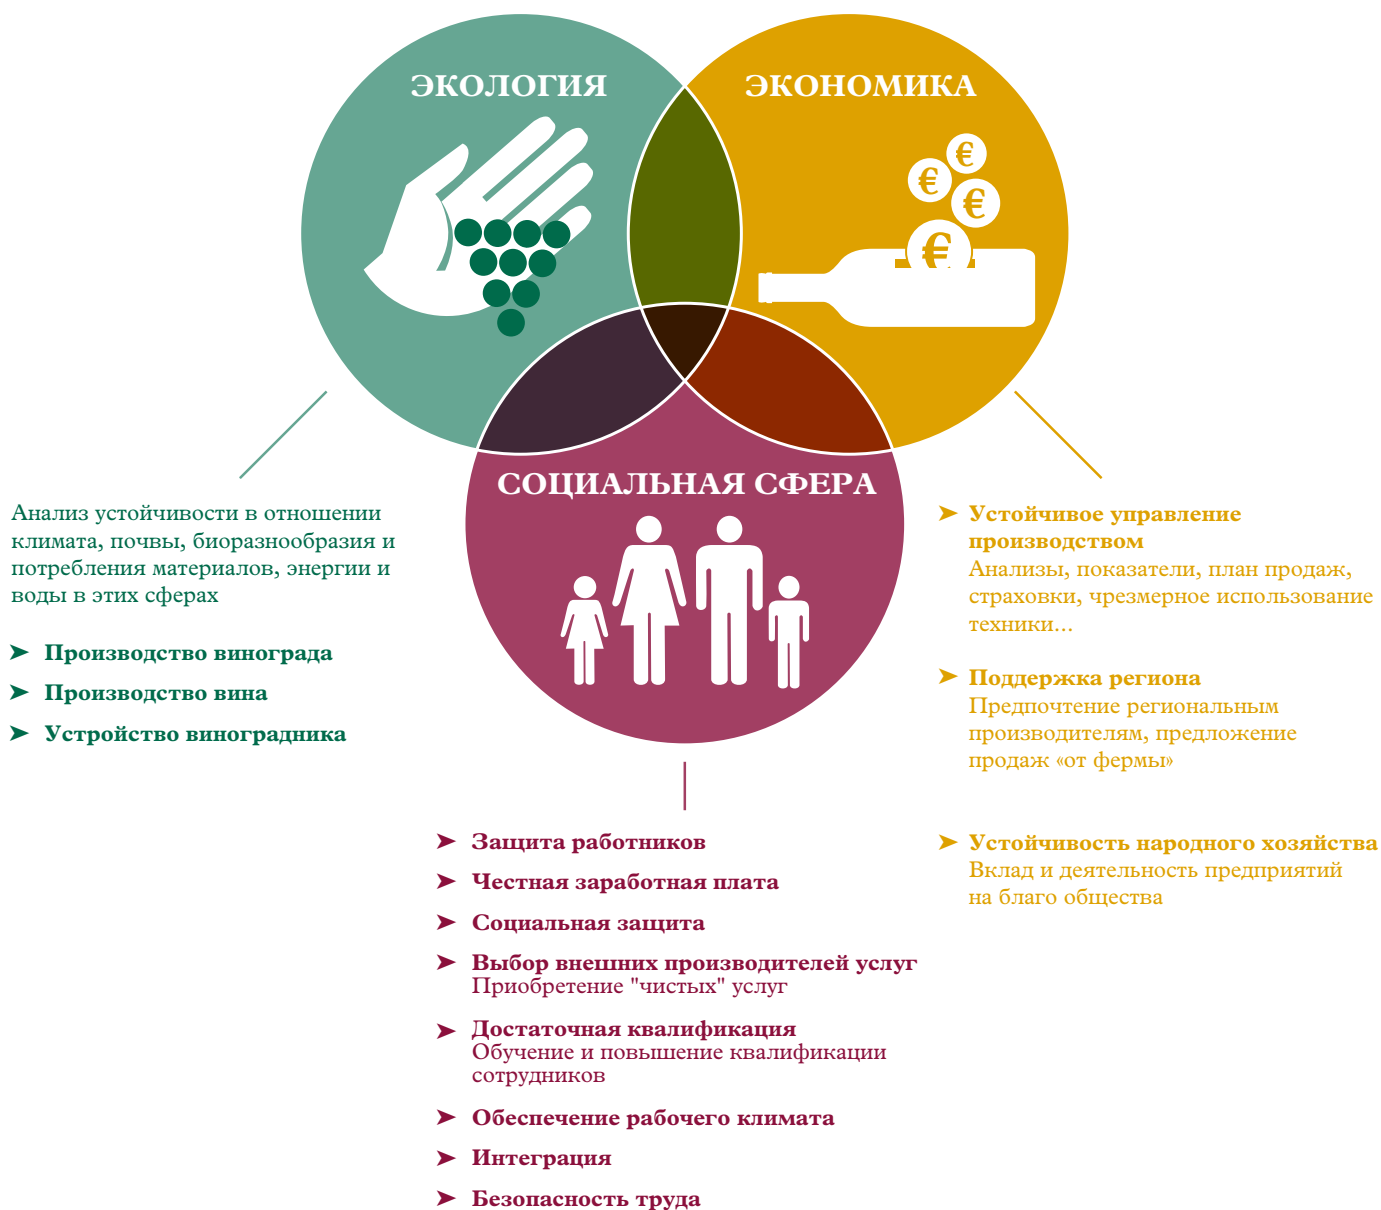 ЭКОЛОГИЯ
ЭКОНОМИКА
€
€
€
€
СОЦИАЛЬНАЯ СФЕРА
Анализ устойчивости в отношении
климата, почвы, биоразнообразия и
потребления материалов, энергии и
воды в этих сферах
➤ Производство винограда
➤ Производство вина
➤ Устройство виноградника
➤ Устойчивое управление
производством
Анализы, показатели, план продаж,
страховки, чрезмерное использование
техники...
➤ Поддержка региона
Предпочтение региональным
производителям, предложение
продаж «от фермы»
➤ Устойчивость народного хозяйства
Вклад и деятельность предприятий
на благо общества
➤ Защита работников
➤ Честная заработная плата
➤ Социальная защита
➤ Выбор внешних производителей услуг
Приобретение "чистых" услуг
➤ Достаточная квалификация
Обучение и повышение квалификации
сотрудников
➤ Обеспечение рабочего климата
➤ Интеграция
➤ Безопасность труда